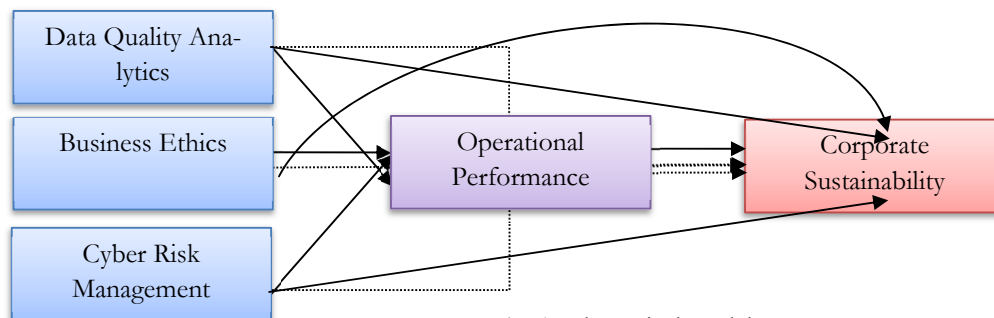 Data Quality Ana-
lytics
Business Ethics
Operational
Performance
Corporate
Sustainability
Cyber Risk
Management